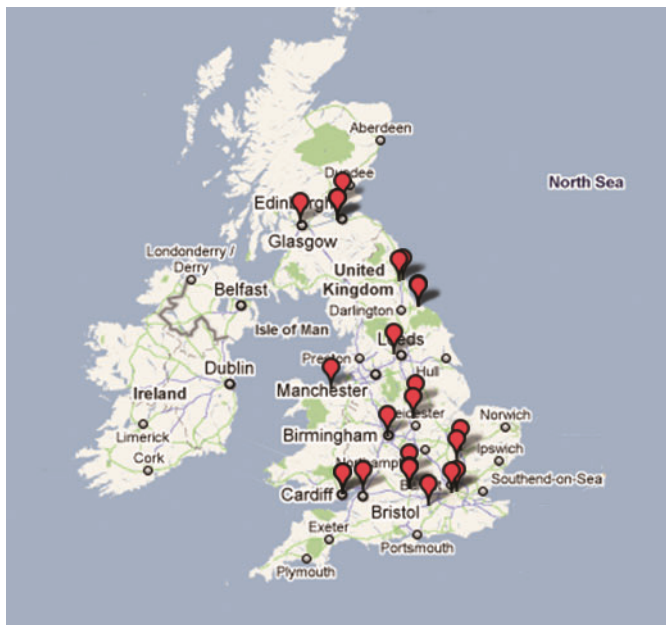 Aberdeen
Dundee
North Sea
Edinburgh
Glasgow
Londonderry /
Derry
United
Kingdom
Belfast
Darlington
Isle of Man
Leeds
Preston
Hull
Dublin
Manchester
Ireland
Leicester
Norwich
Limerick
Birmingham
Cork
Ipswich
Northampt
Southend-on-Sea
Cardiff
Bristol
Exeter
Portsmouth
Plymouth